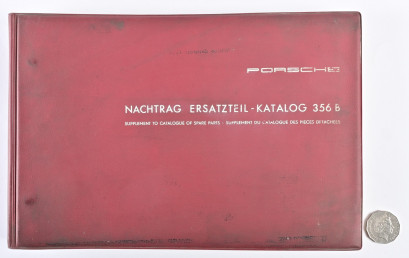 PORSCHE
NACHTRAG ERSATZTEIL-KATALOG 356 B
SUPPLEMENT TO CATALOGUE OF SPARE PARTS · SUPPLEMENT DU CATALOGUE DES PIECES DETACHEES